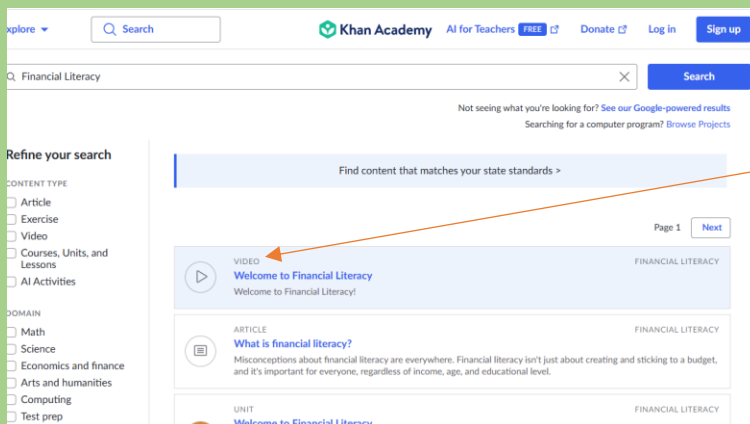 xplore
Search
Khan Academy
AI for Teachers FREE
Donate
Log in
Sign up
Financial Literacy
Search
Not seeing what you're looking for? See our Google-powered results
Searching for a computer program? Browse Projects
Refine your search
CONTENT TYPE
Article
Exercise
Video
Courses, Units, and
Lessons
AI Activities
DOMAIN
Math
Science
Economics and finance
Arts and humanities
Computing
Test prep
Find content that matches your state standards >
Page 1
Next
VIDEO
FINANCIAL LITERACY
Welcome to Financial Literacy
Welcome to Financial Literacy!
ARTICLE
FINANCIAL LITERACY
What is financial literacy?
Misconceptions about financial literacy are everywhere. Financial literacy isn't just about creating and sticking to a budget,
and it's important for everyone, regardless of income, age, and educational level.
UNIT
FINANCIAL LITERACY
Welcome to Financial Literacy